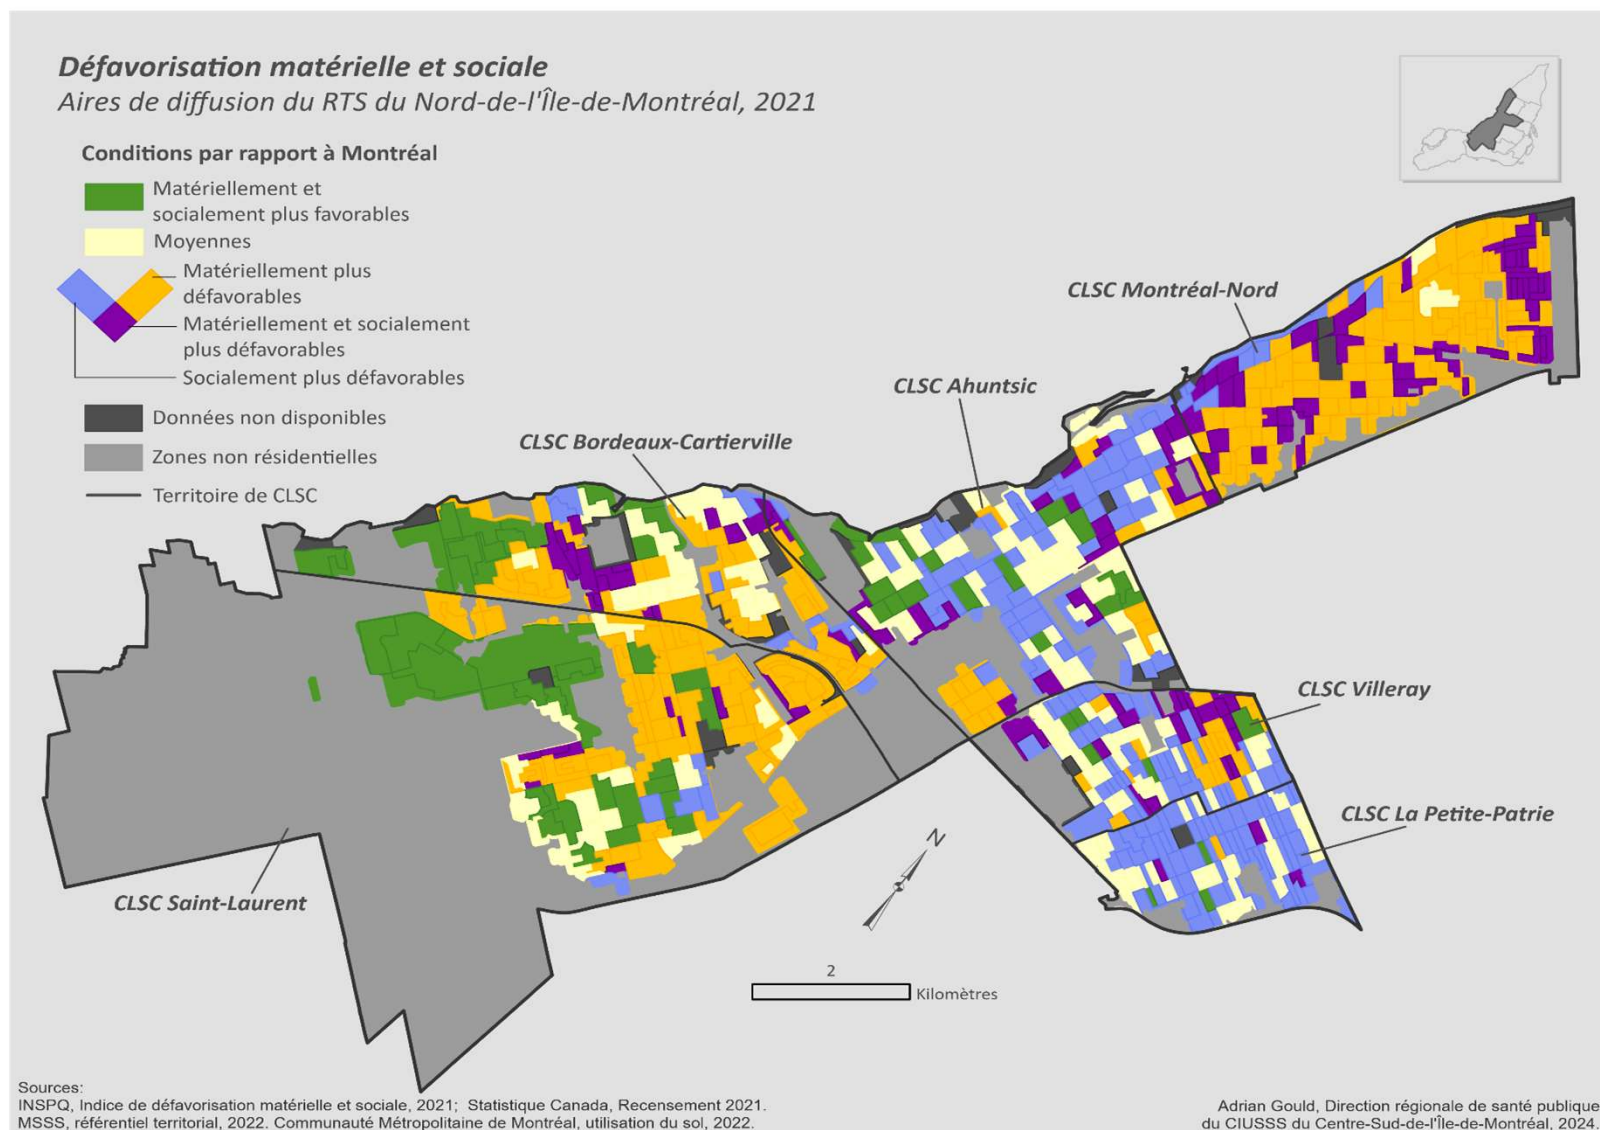 Défavorisation matérielle et sociale
Aires de diffusion du RTS du Nord-de-l'Île-de-Montréal, 2021
Conditions par rapport à Montréal
Matériellement et
socialement plus favorables
Moyennes
Matériellement plus
défavorables
Matériellement et socialement
plus défavorables
Socialement plus défavorables
Données non disponibles
Zones non résidentielles
Territoire de CLSC
CLSC Montréal-Nord
CLSC Ahuntsic
CLSC Bordeaux-Cartierville
CLSC Villeray
CLSC La Petite-Patrie
CLSC Saint-Laurent
N
2
Kilomètres
Sources:
INSPQ, Indice de défavorisation matérielle et sociale, 2021; Statistique Canada, Recensement 2021.
MSSS, référentiel territorial, 2022. Communauté Métropolitaine de Montréal, utilisation du sol, 2022.
Adrian Gould, Direction régionale de santé publique
du CIUSSS du Centre-Sud-de-l'Île-de-Montréal, 2024.